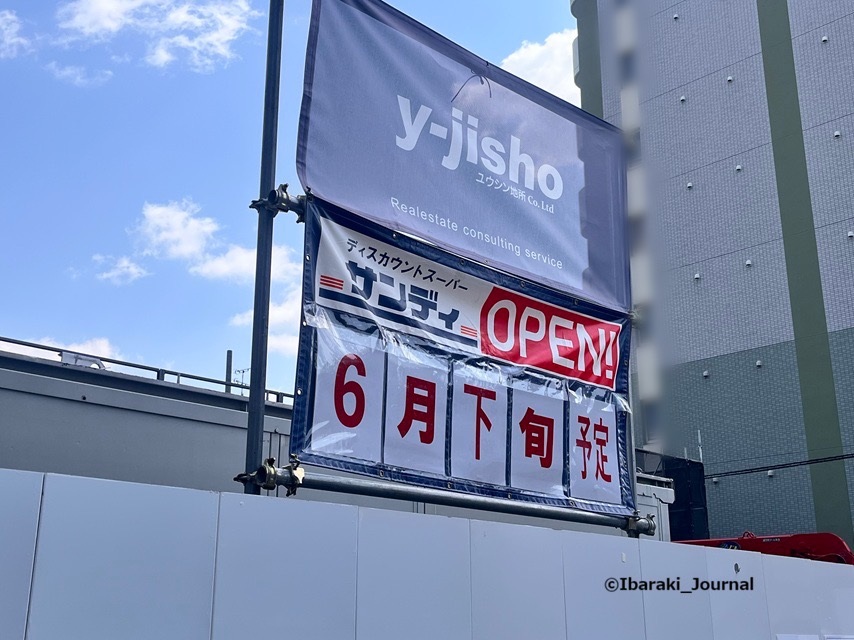 y-jisho
ユウシン地所 Co. Ltd
Realestate consulting service
ディスカウントスーパー
サンディ OPEN!!
6月下旬予定
©Ibaraki_Journal